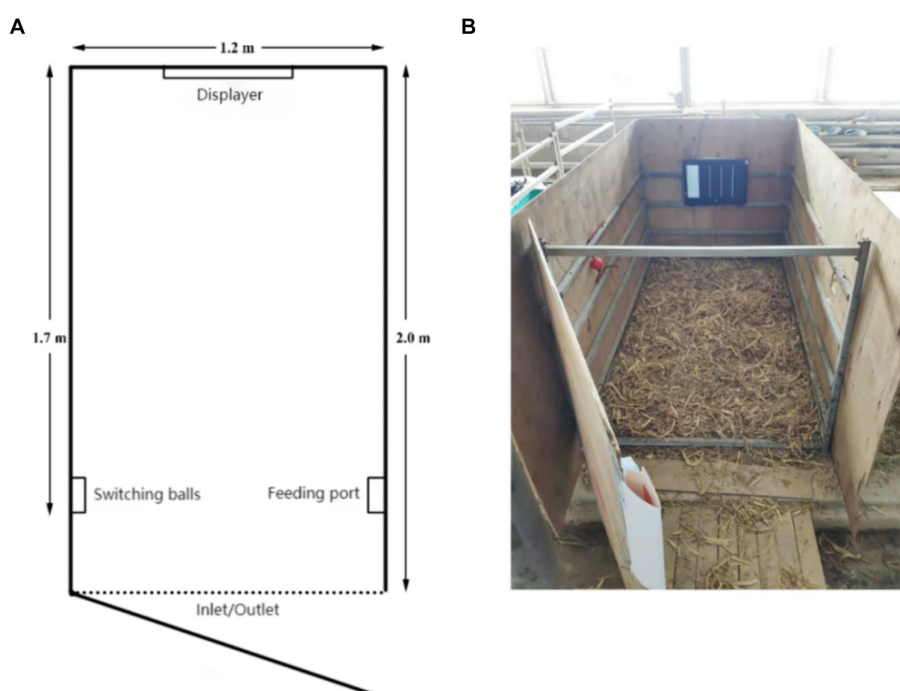 A
B
1.2 m
Displayer
1.7 m
2.0 m
Switching balls
Feeding port
Inlet/Outlet